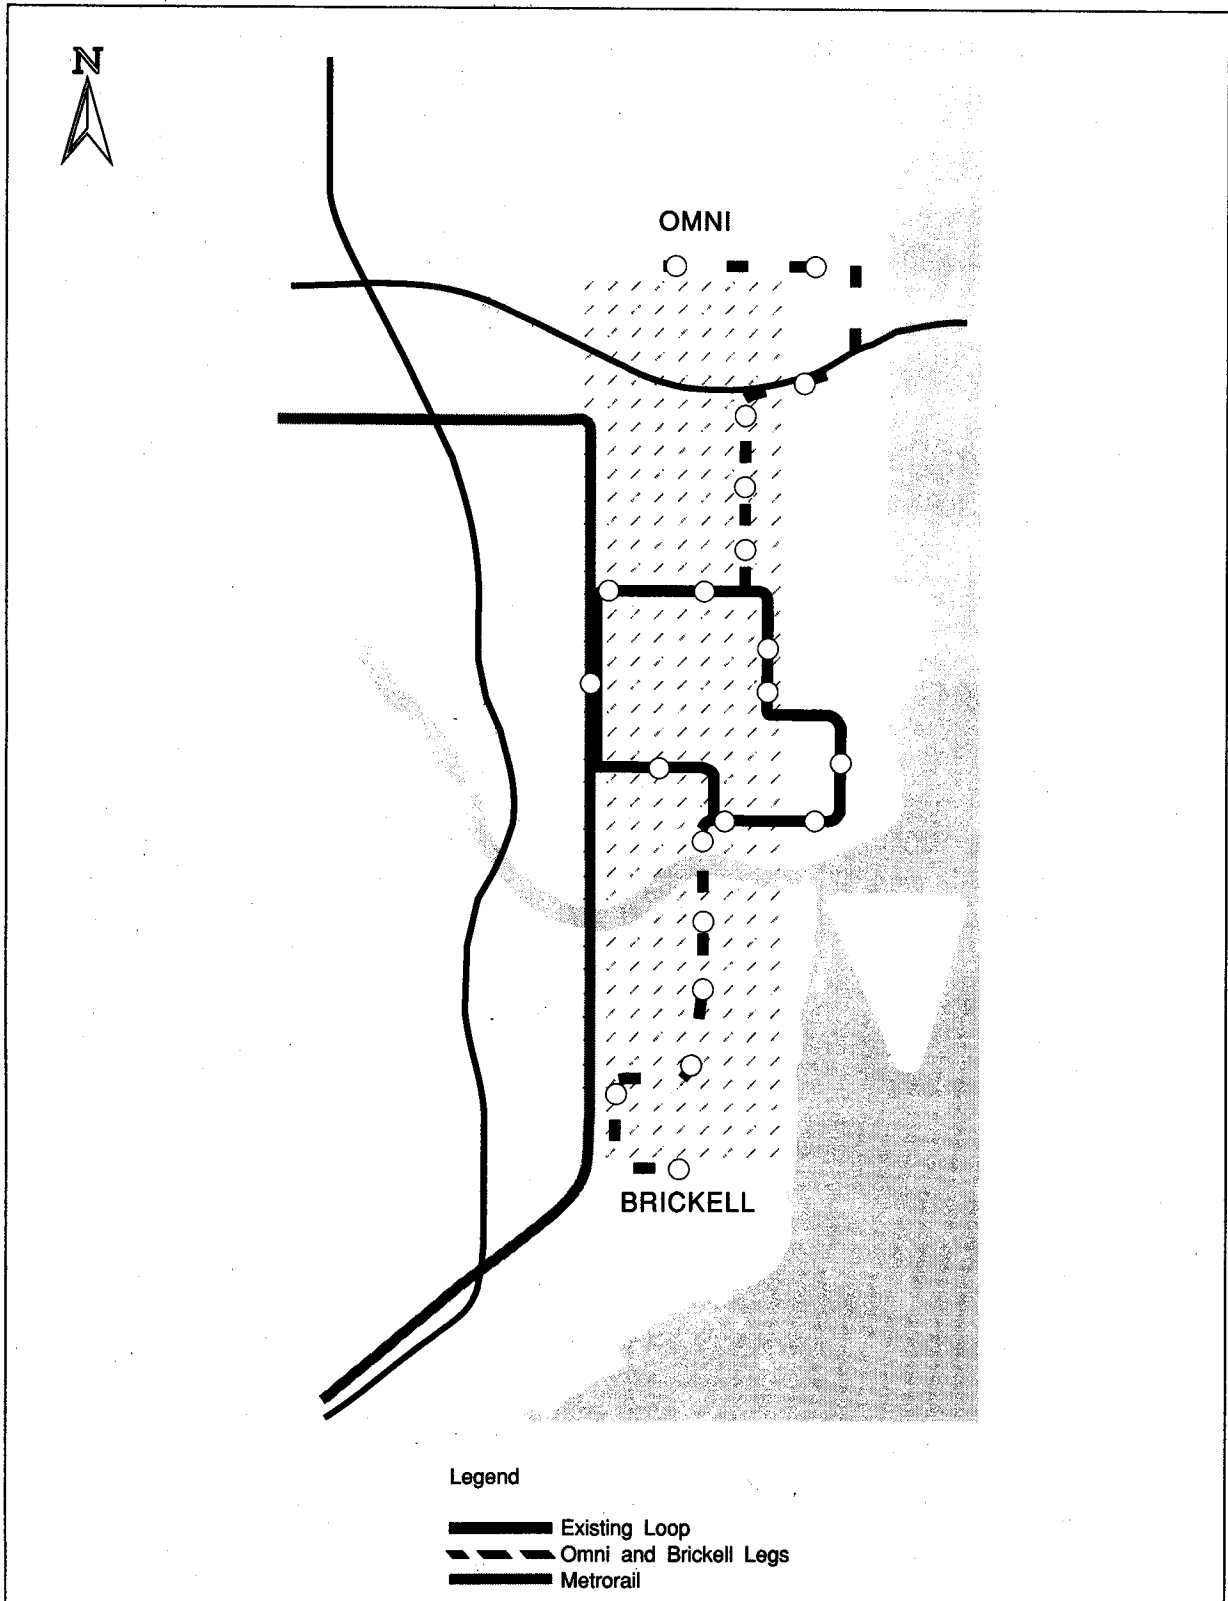 N
OMNI
BRICKELL
Legend
Existing Loop
Omni and Brickell Legs
Metrorail